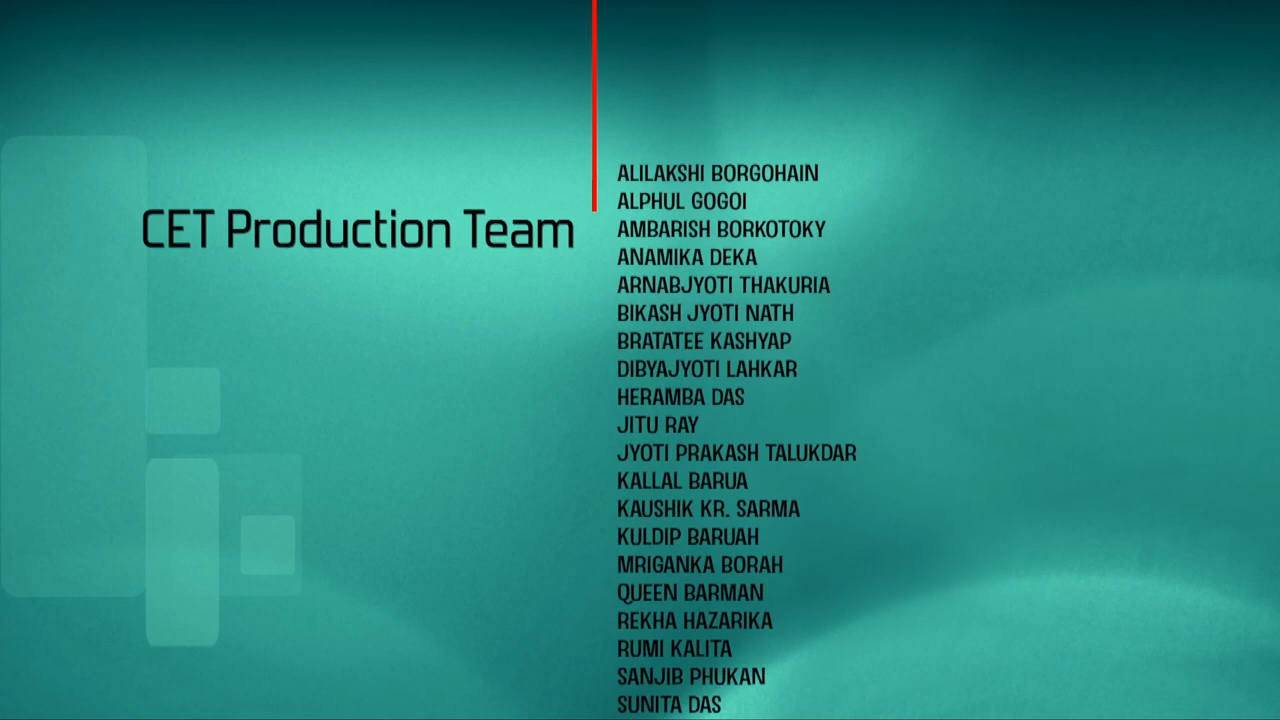 CET Production Team
ALILAKSHI BORGOHAIN
ALPHUL GOGOI
AMBARISH BORKOTOKY
ANAMIKA DEKA
ARNABJYOTI THAKURIA
BIKASH JYOTI NATH
BRATATEE KASHYAP
DIBYAJYOTI LAHKAR
HERAMBA DAS
JITU RAY
JYOTI PRAKASH TALUKDAR
KALLAL BARUA
KAUSHIK KR. SARMA
KULDIP BARUAH
MRIGANKA BORAH
QUEEN BARMAN
REKHA HAZARIKA
RUMI KALITA
SANJIB PHUKAN
SUNITA DAS